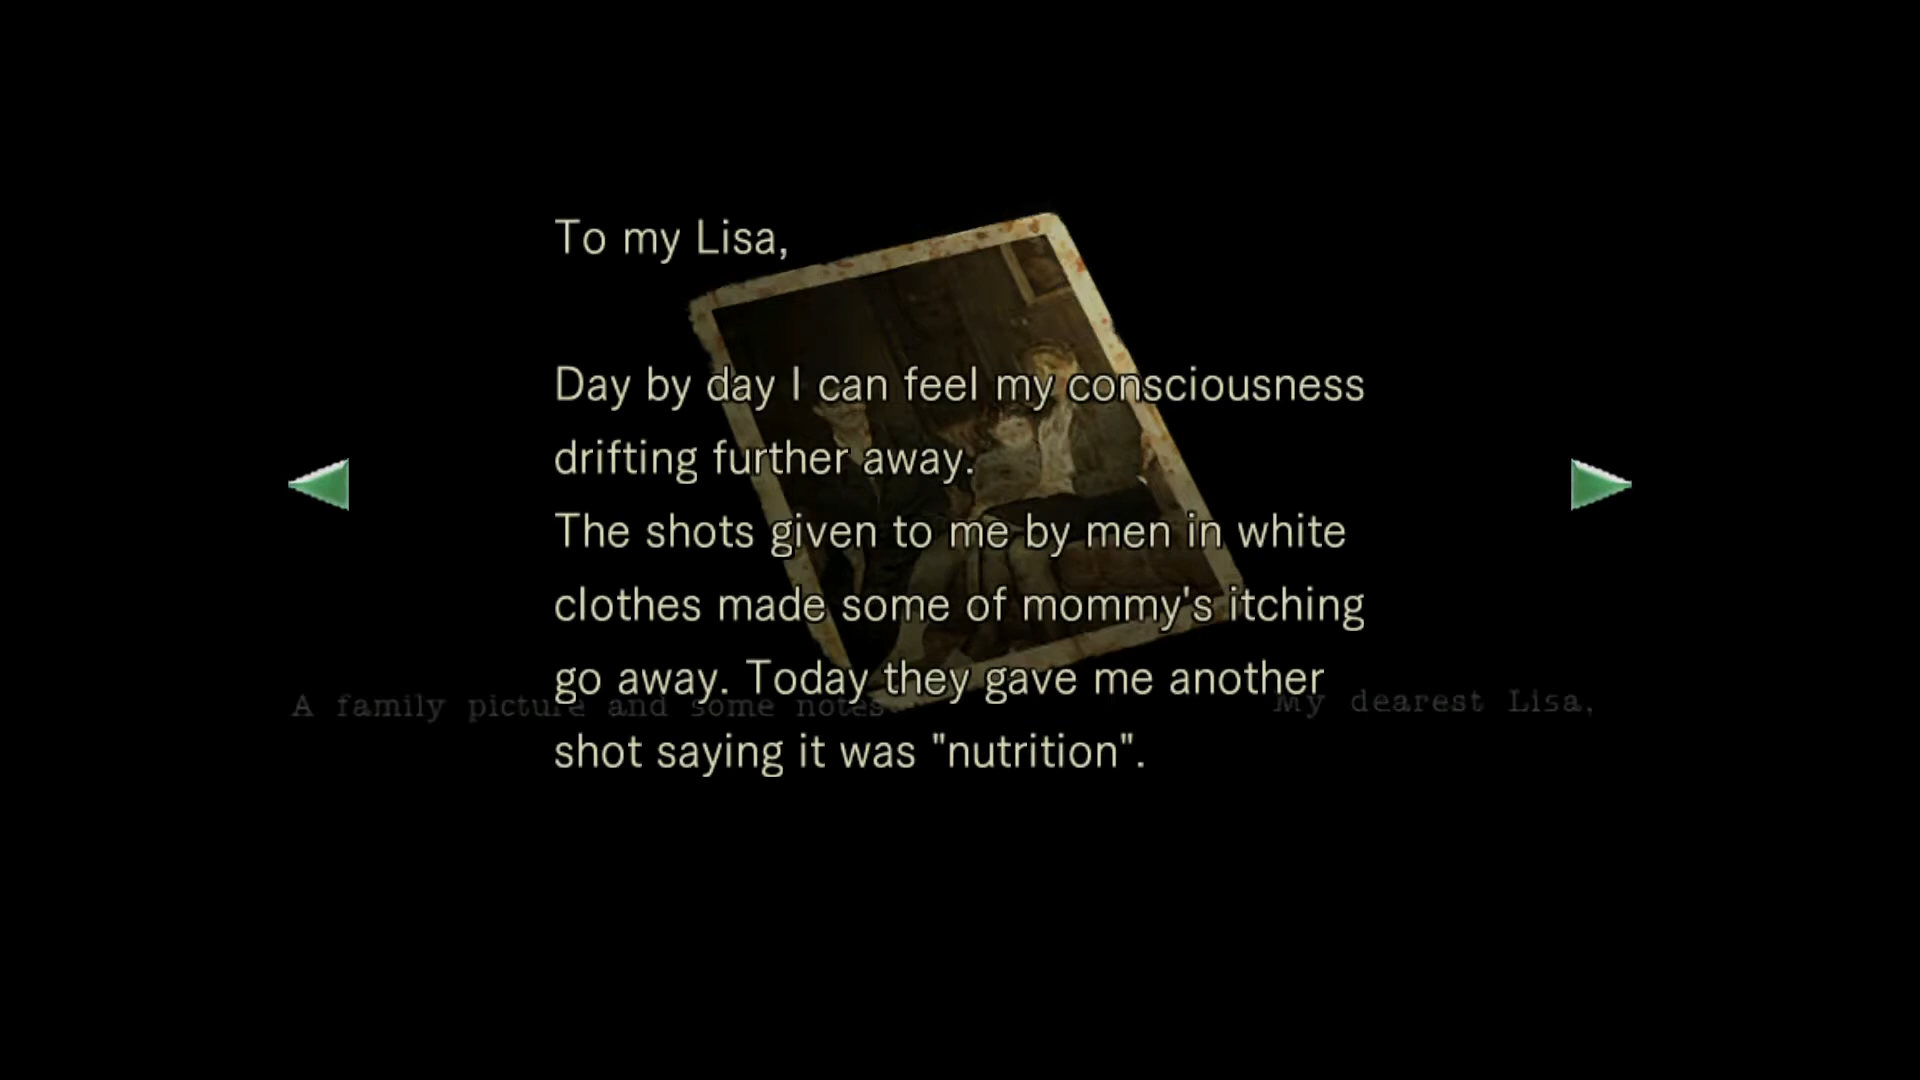 To my Lisa,
Day by day I can feel my consciousness
drifting further away.
The shots given to me by men in white
clothes made some of mommy's itching
go away. Today they gave me another
shot saying it was "nutrition".
A family picture and some notes
My dearest Lisa,